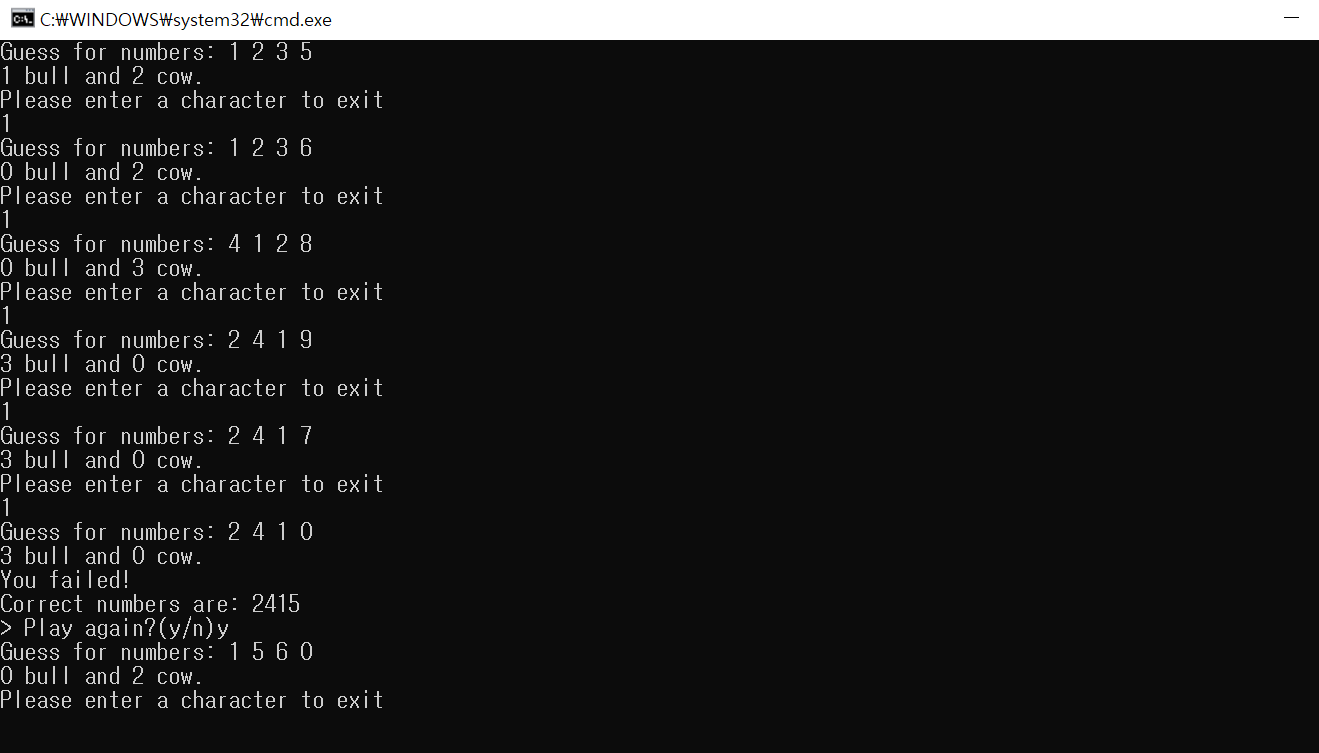 C:₩WINDOWS₩system32₩cmd.exe
Guess for numbers: 1 2 3 5
1 bull and 2 cow.
Please enter a character to exit
1
Guess for numbers: 1 2 3 6
0 bull and 2 cow.
Please enter a character to exit
1
Guess for numbers: 4 1 2 8
0 bull and 3 cow.
Please enter a character to exit
1
Guess for numbers: 2 4 1 9
3 bull and 0 cow.
Please enter a character to exit
1
Guess for numbers: 2 4 1 7
3 bull and 0 cow.
Please enter a character to exit
1
Guess for numbers: 2 4 1 0
3 bull and 0 cow.
You failed!
Correct numbers are: 2415
> Play again?(y/n)y
Guess for numbers: 1 5 6 0
0 bull and 2 cow.
Please enter a character to exit